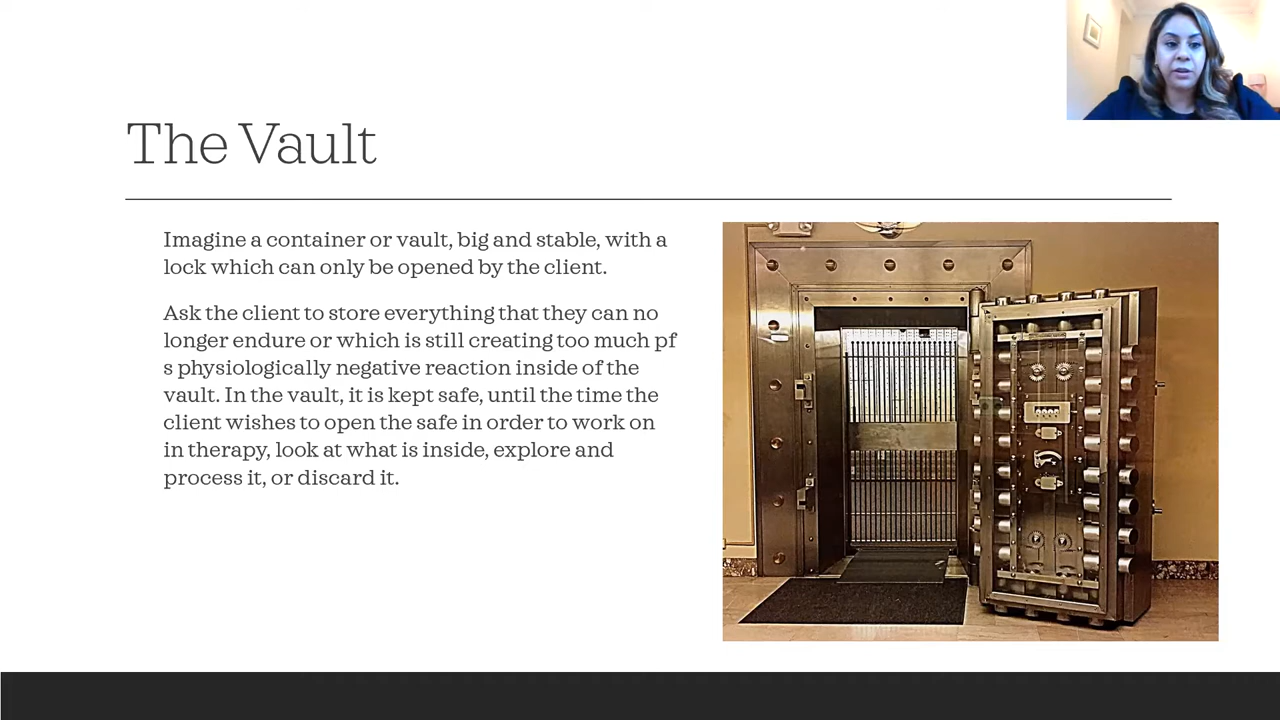 The Vault
Imagine a container or vault, big and stable, with a
lock which can only be opened by the client.
Ask the client to store everything that they can no
longer endure or which is still creating too much pf
s physiologically negative reaction inside of the
vault. In the vault, it is kept safe, until the time the
client wishes to open the safe in order to work on
in therapy, look at what is inside, explore and
process it, or discard it.